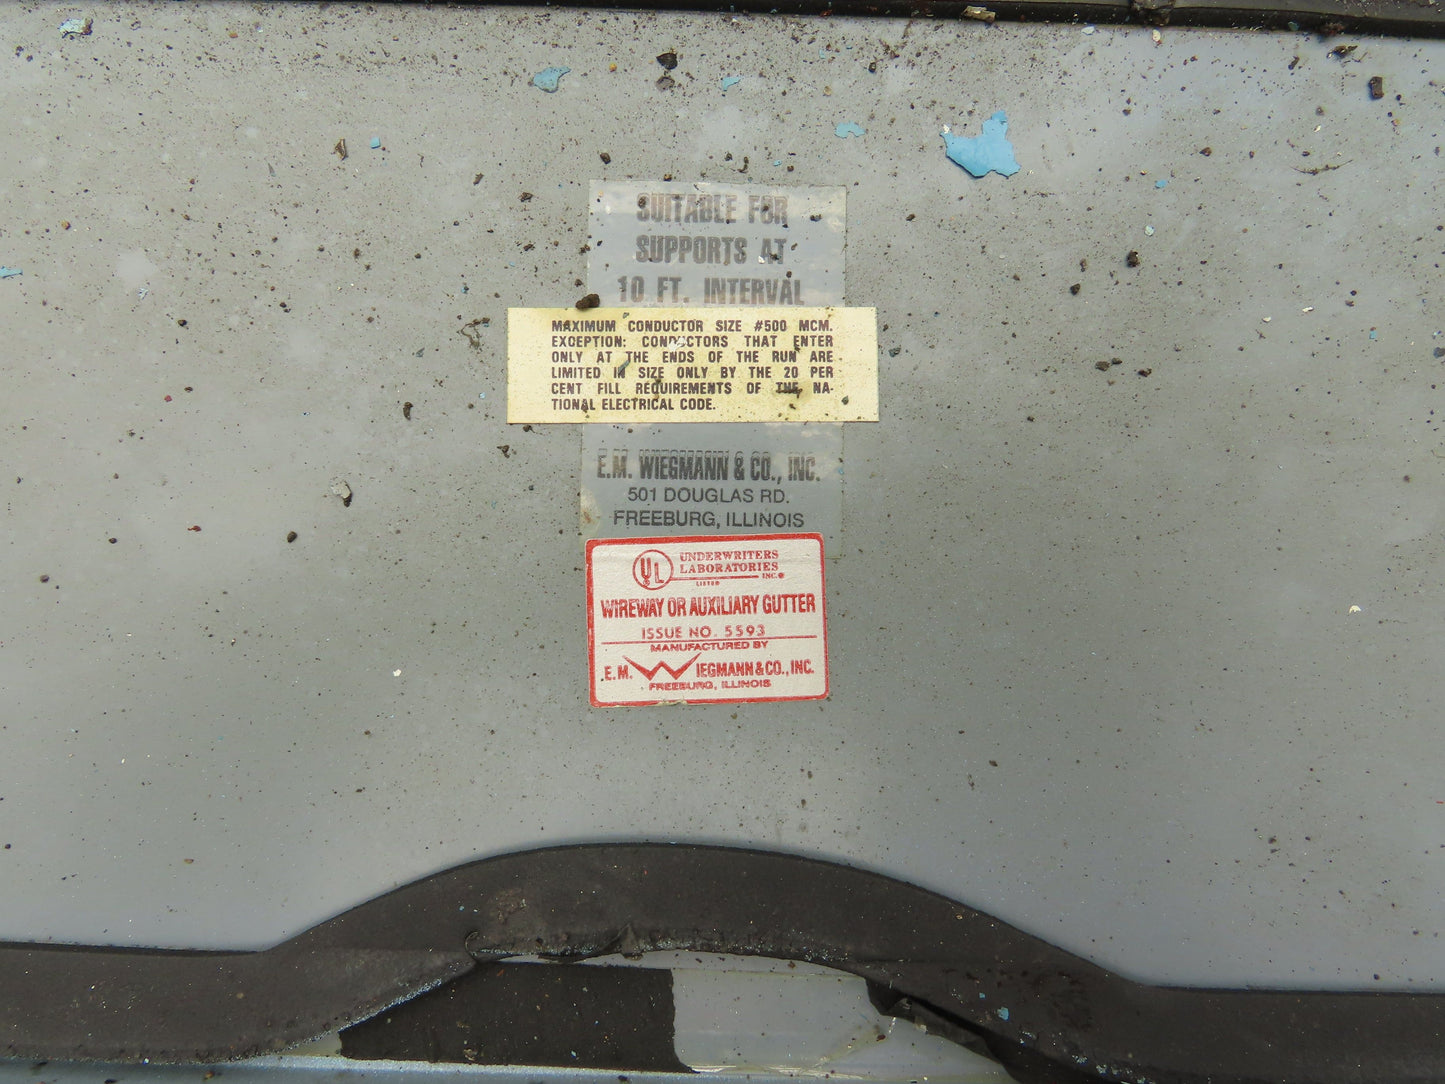 SUITABLE FOR
SUPPORTS AT
10 FT. INTERVAL
MAXIMUM CONDUCTOR SIZE #500 MCM.
EXCEPTION: CONDUCTORS THAT ENTER
ONLY AT THE ENDS OF THE RUN ARE
LIMITED IN SIZE ONLY BY THE 20 PER
CENT FILL REQUIREMENTS OF THE NA-
TIONAL ELECTRICAL CODE.
E.M. WIEGMANN & CO., INC.
501 DOUGLAS RD.
FREEBURG, ILLINOIS
UL ®
UNDERWRITERS
LABORATORIES
INC.®
LISTED
WIREWAY OR AUXILIARY GUTTER
ISSUE NO. 5593
MANUFACTURED BY
E.M. WIEGMANN & CO., INC.
FREEBURG, ILLINOIS